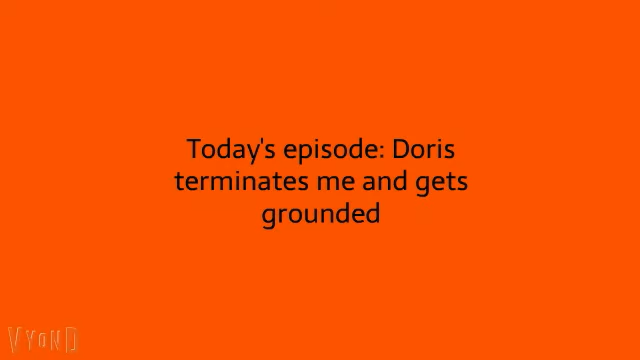 Today's episode: Doris
terminates me and gets
grounded
VYOND